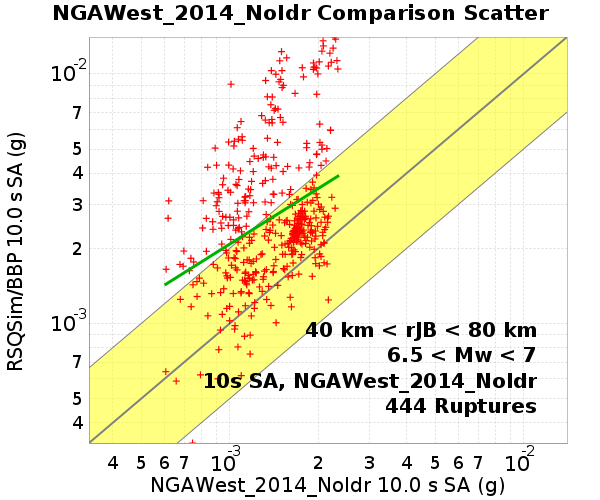 NGAWest_2014_NoIdr Comparison Scatter
RSQSim/BBP 10.0 s SA (g)
10⁻²
7
5
4
3
2
10⁻³
7
5
4
40 km < rJB < 80 km
6.5 < Mw < 7
10s SA, NGAWest_2014_NoIdr
444 Ruptures
4 5 6 7 10⁻³ 2 3 4 5 6 7 10⁻²
NGAWest_2014_NoIdr 10.0 s SA (g)